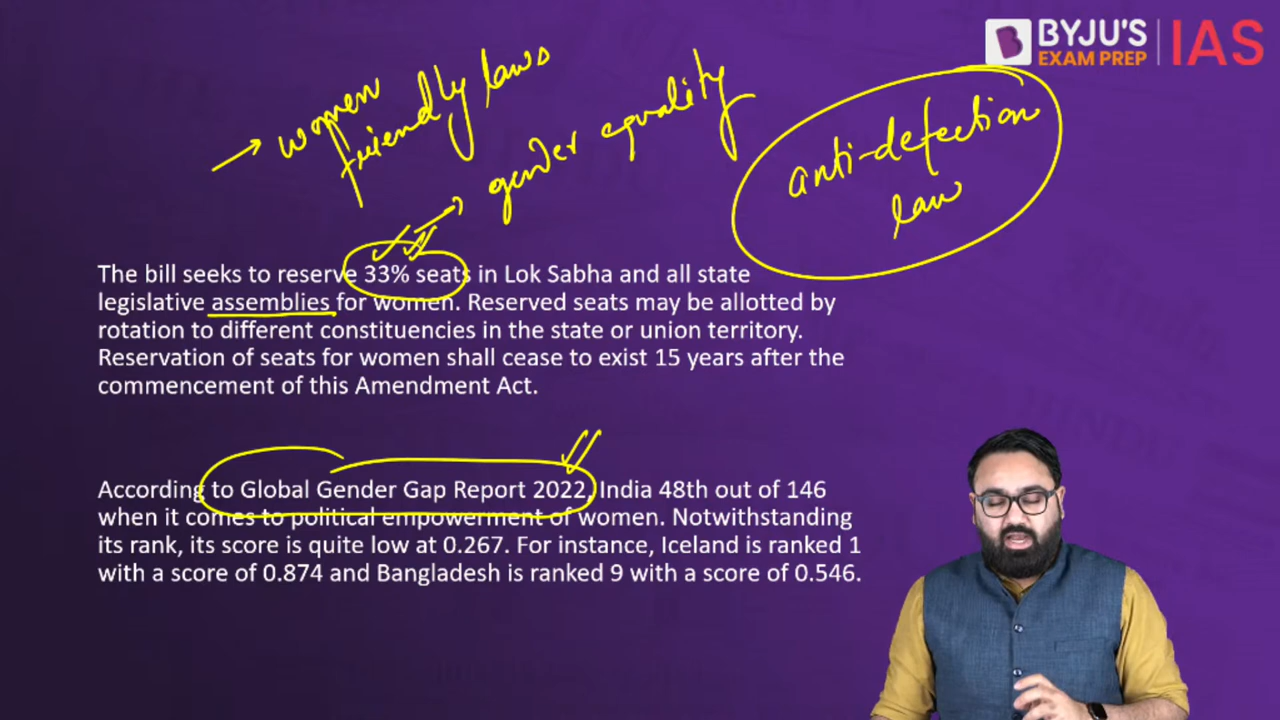 BYJU'S
EXAM PREP
IAS
→ women
friendly laws
→ gender equality
anti-defection
law
The bill seeks to reserve 33% seats in Lok Sabha and all state
legislative assemblies for women. Reserved seats may be allotted by
rotation to different constituencies in the state or union territory.
Reservation of seats for women shall cease to exist 15 years after the
commencement of this Amendment Act.
According to Global Gender Gap Report 2022, India 48th out of 146
when it comes to political empowerment of women. Notwithstanding
its rank, its score is quite low at 0.267. For instance, Iceland is ranked 1
with a score of 0.874 and Bangladesh is ranked 9 with a score of 0.546.